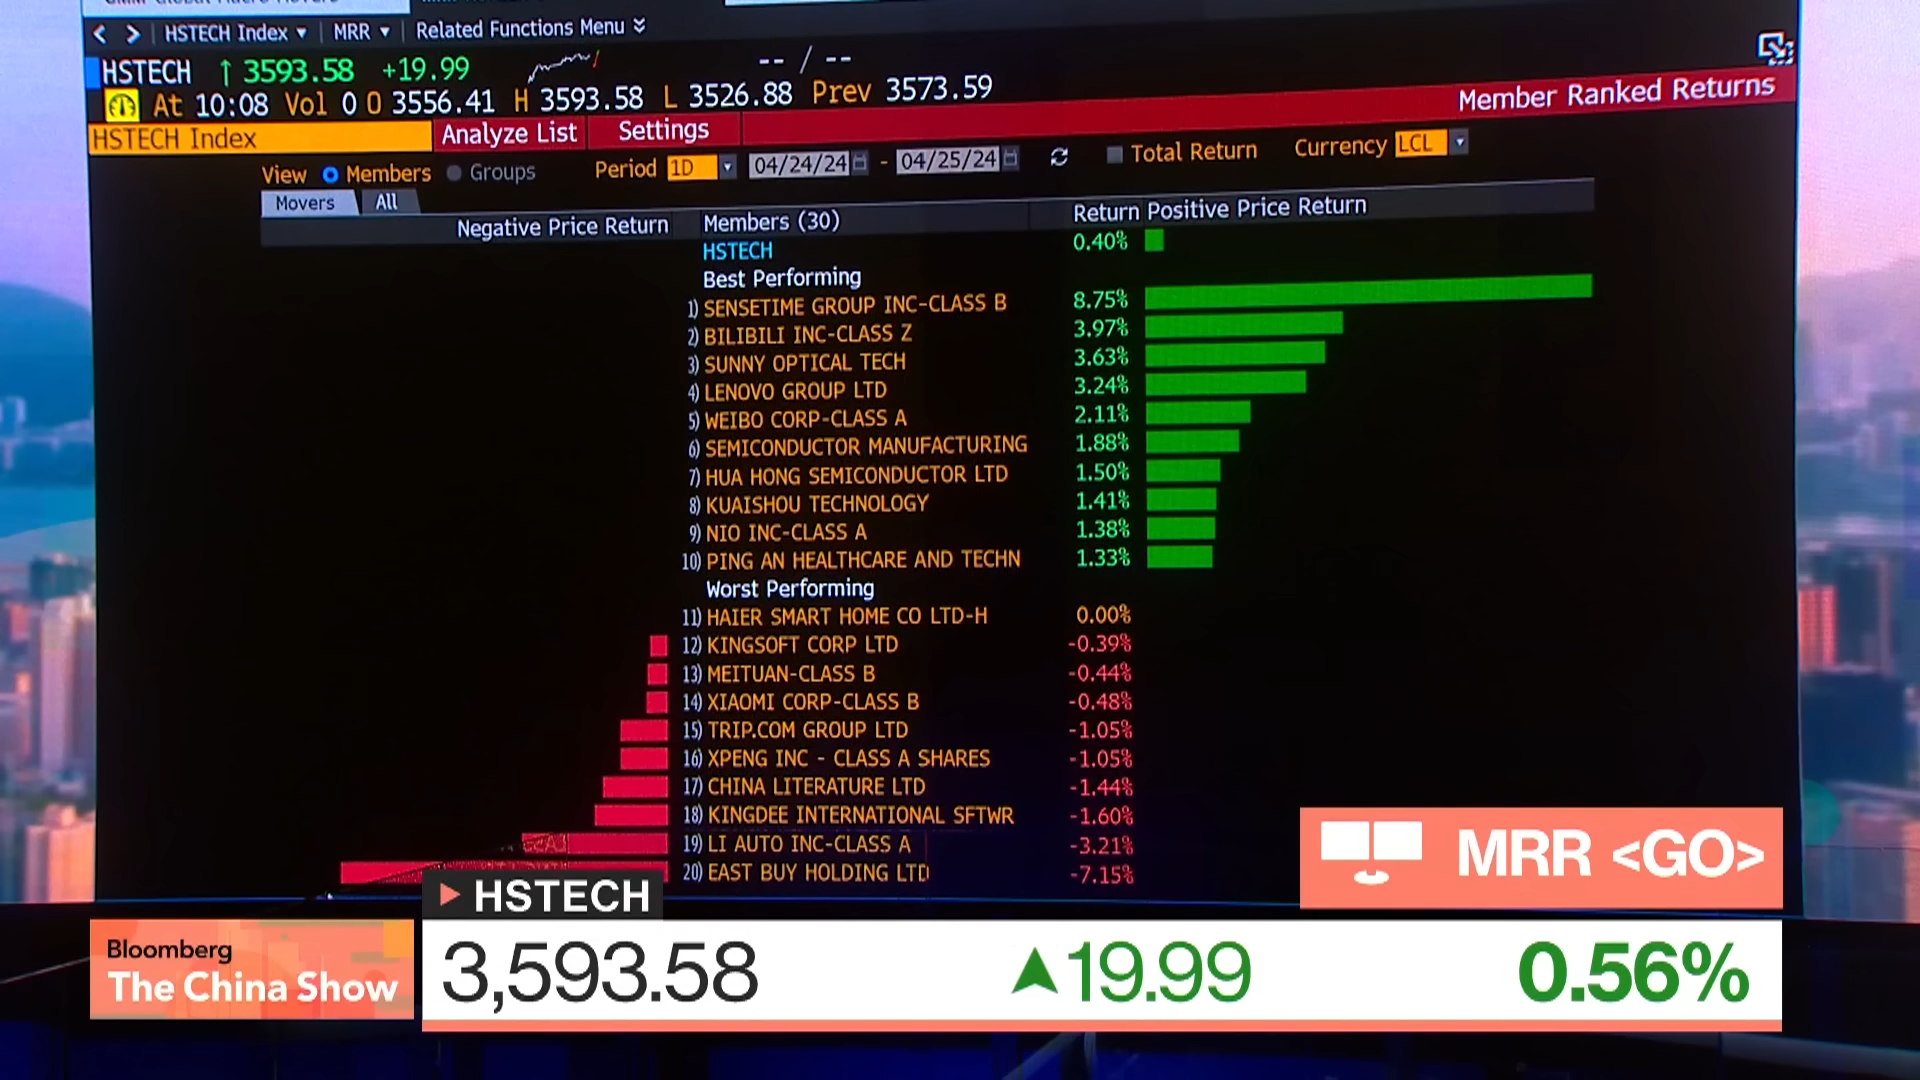 HSTECH Index ▾ MRR ▾ Related Functions Menu
HSTECH ↑ 3593.58 +19.99 -- / --
At 10:08 Vol 0 O 3556.41 H 3593.58 L 3526.88 Prev 3573.59
HSTECH Index Analyze List Settings Member Ranked Returns
View Members Groups Period 1D 04/24/24 - 04/25/24 Total Return Currency LCL
Movers All
Negative Price Return Members (30) Return Positive Price Return
HSTECH 0.40%
Best Performing
1) SENSETIME GROUP INC-CLASS B 8.75%
2) BILIBILI INC-CLASS Z 3.97%
3) SUNNY OPTICAL TECH 3.63%
4) LENOVO GROUP LTD 3.24%
5) WEIBO CORP-CLASS A 2.11%
6) SEMICONDUCTOR MANUFACTURING 1.88%
7) HUA HONG SEMICONDUCTOR LTD 1.50%
8) KUAISHOU TECHNOLOGY 1.41%
9) NIO INC-CLASS A 1.38%
10) PING AN HEALTHCARE AND TECHN 1.33%
Worst Performing
11) HAIER SMART HOME CO LTD-H 0.00%
12) KINGSOFT CORP LTD -0.39%
13) MEITUAN-CLASS B -0.44%
14) XIAOMI CORP-CLASS B -0.48%
15) TRIP.COM GROUP LTD -1.05%
16) XPENG INC - CLASS A SHARES -1.05%
17) CHINA LITERATURE LTD -1.44%
18) KINGDEE INTERNATIONAL SFTWR -1.60%
19) LI AUTO INC-CLASS A -3.21%
20) EAST BUY HOLDING LTD -7.15%
MRR <GO>
HSTECH
Bloomberg
The China Show
3,593.58 ▲19.99 0.56%